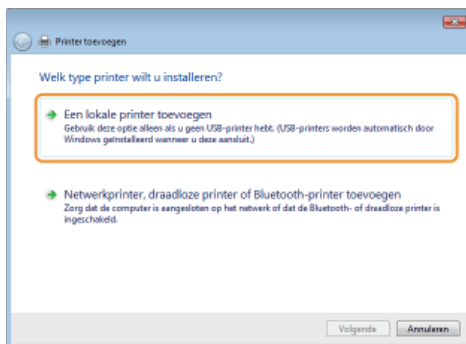 Printer toevoegen
Welk type printer wilt u installeren?
Een lokale printer toevoegen
Gebruik deze optie alleen als u geen USB-printer hebt. (USB-printers worden automatisch door
Windows geïnstalleerd wanneer u deze aansluit.)
Netwerkprinter, draadloze printer of Bluetooth-printer toevoegen
Zorg dat de computer is aangesloten op het netwerk of dat de Bluetooth- of draadloze printer is
ingeschakeld.
Volgende
Annuleren